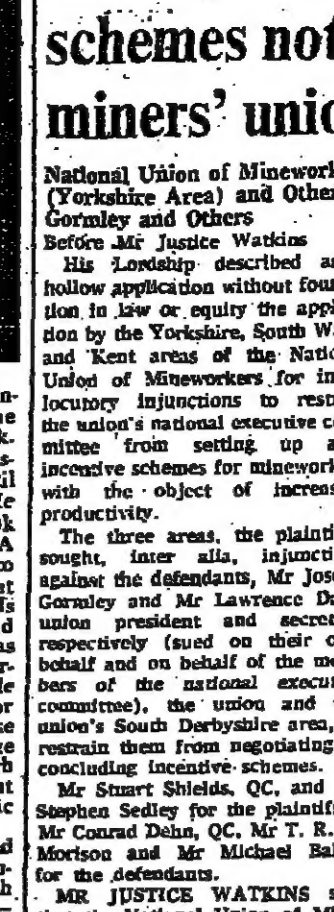 schemes not
miners' unio
National Union of Minework
(Yorkshire Area) and Other
Gormley and Others
Before Mr Justice Watkins
His Lordship described as
hollow application without foun
tion in law or equity the appl
tion by the Yorkshire, South W
and Kent areas of the Natio
Union of Mineworkers for in
locutory injunctions to restr
the union's national executive co
mittee from setting up a
incentive schemes for minework
with the object of increas
productivity.
The three areas, the plainti
sought, inter alia, injuncti
against the defendants, Mr Jose
Gormley and Mr Lawrence Da
union president and secret
respectively (sued on their o
behalf and on behalf of the me
bers of the national execut
committee), the union and
union's South Derbyshire area,
restrain them from negotiating
concluding incentive schemes.
Mr Stuart Shields, QC, and
Stephen Sedley for the plaintif
Mr Conrad Dehn, QC, Mr T. R.
Morison and Mr Michael Bal
for the defendants.
MR JUSTICE WATKINS s